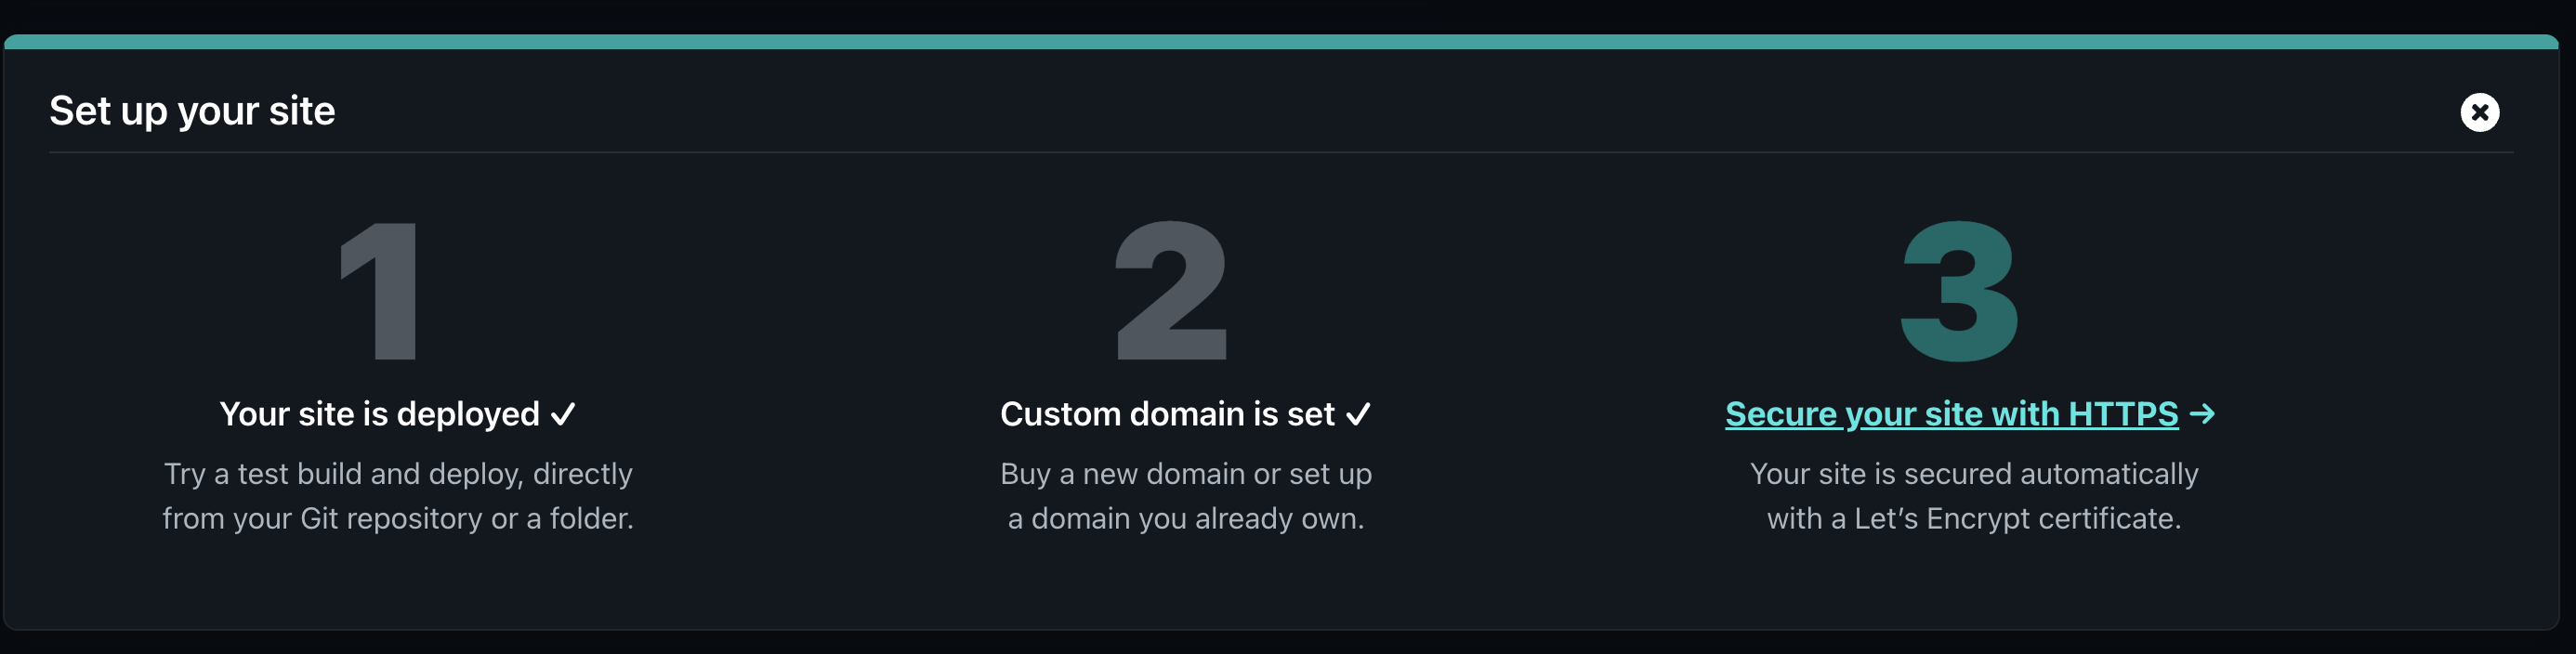 Set up your site
1
Your site is deployed ✓
Try a test build and deploy, directly
from your Git repository or a folder.
2
Custom domain is set ✓
Buy a new domain or set up
a domain you already own.
3
Secure your site with HTTPS →
Your site is secured automatically
with a Let’s Encrypt certificate.